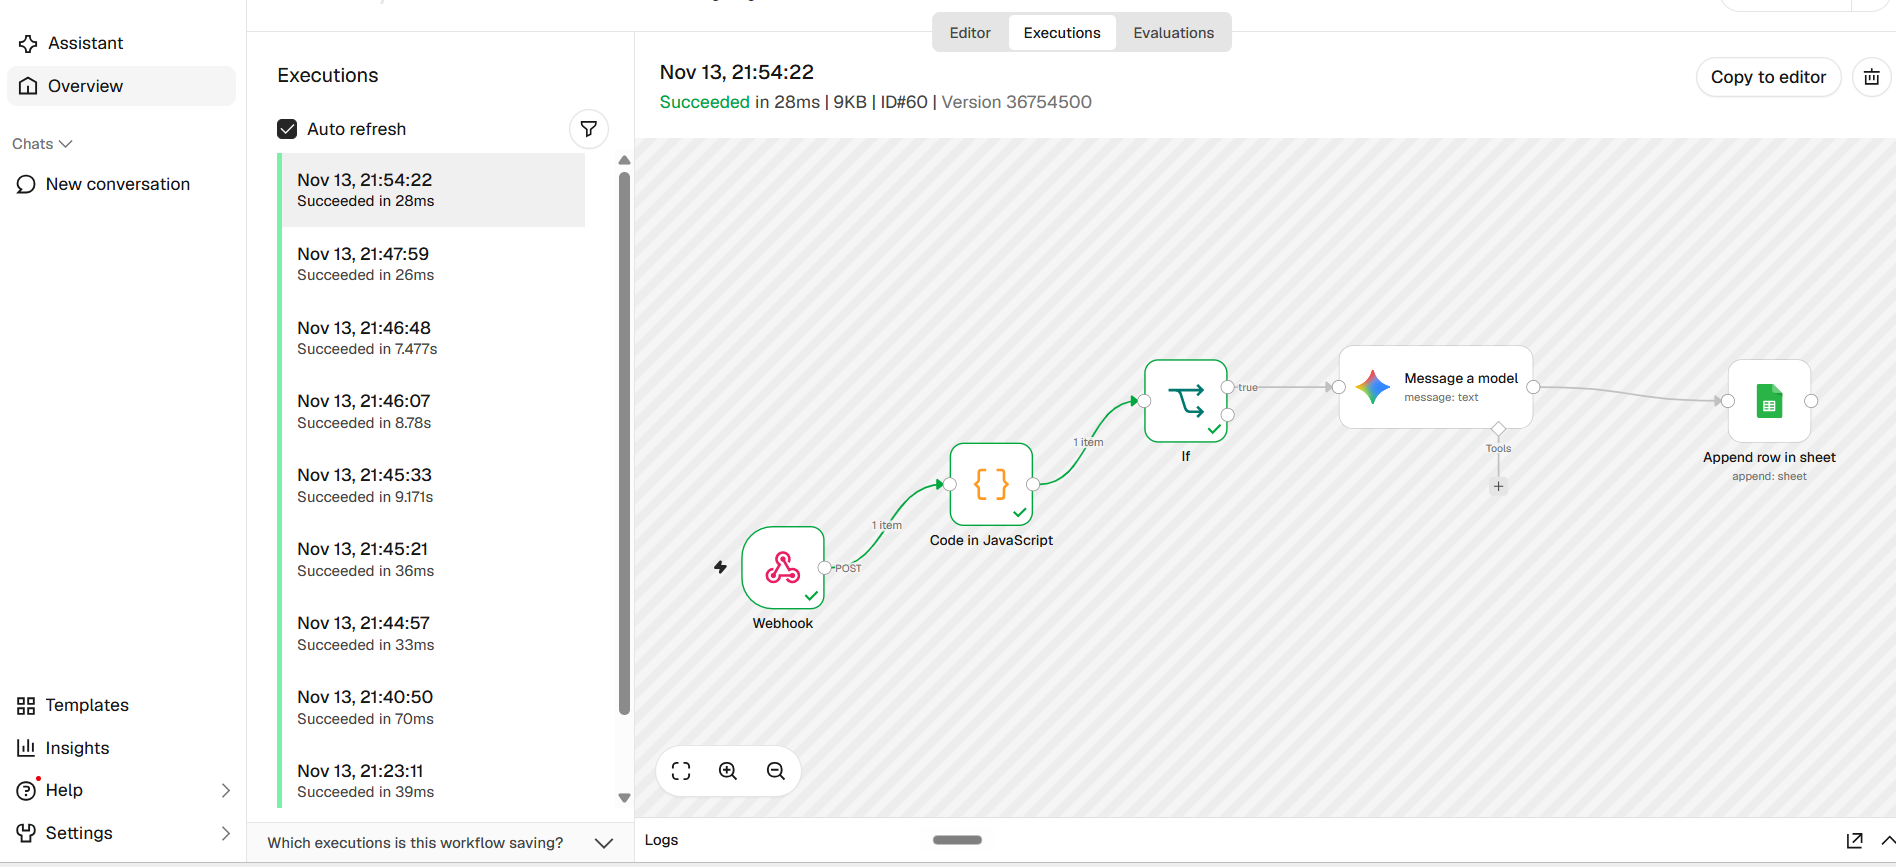 Assistant
Overview
Chats
New conversation
Templates
Insights
Help
Settings
Executions
Auto refresh
Nov 13, 21:54:22
Succeeded in 28ms
Nov 13, 21:47:59
Succeeded in 26ms
Nov 13, 21:46:48
Succeeded in 7.477s
Nov 13, 21:46:07
Succeeded in 8.78s
Nov 13, 21:45:33
Succeeded in 9.171s
Nov 13, 21:45:21
Succeeded in 36ms
Nov 13, 21:44:57
Succeeded in 33ms
Nov 13, 21:40:50
Succeeded in 70ms
Nov 13, 21:23:11
Succeeded in 39ms
Which executions is this workflow saving?
Editor Executions Evaluations
Nov 13, 21:54:22
Succeeded in 28ms | 9KB | ID#60 | Version 36754500
Copy to editor
Webhook
POST
1 item
Code in JavaScript
1 item
If
true
Message a model
message: text
Tools
Append row in sheet
append: sheet
Logs